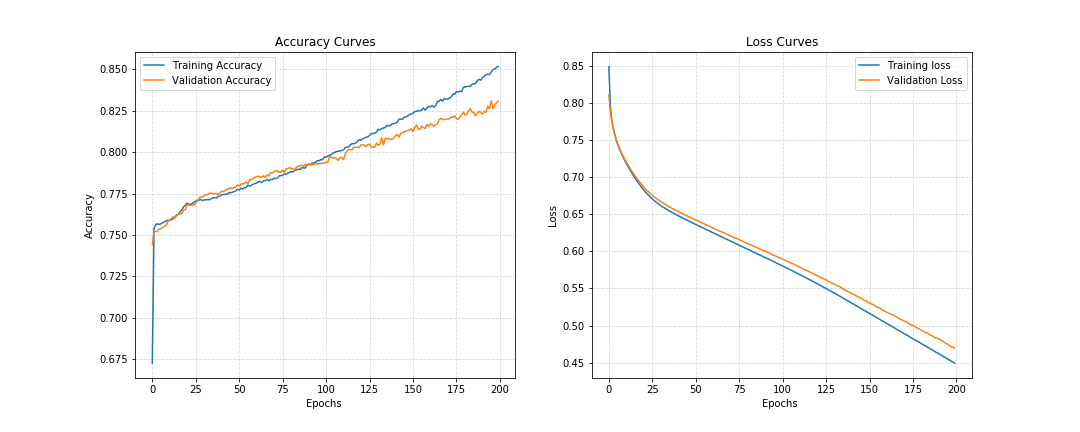 Accuracy Curves
Training Accuracy
Validation Accuracy
0.850
0.825
0.800
0.775
0.750
0.725
0.700
0.675
Accuracy
0 25 50 75 100 125 150 175 200
Epochs
Loss Curves
Training loss
Validation Loss
0.85
0.80
0.75
0.70
0.65
0.60
0.55
0.50
0.45
Loss
0 25 50 75 100 125 150 175 200
Epochs